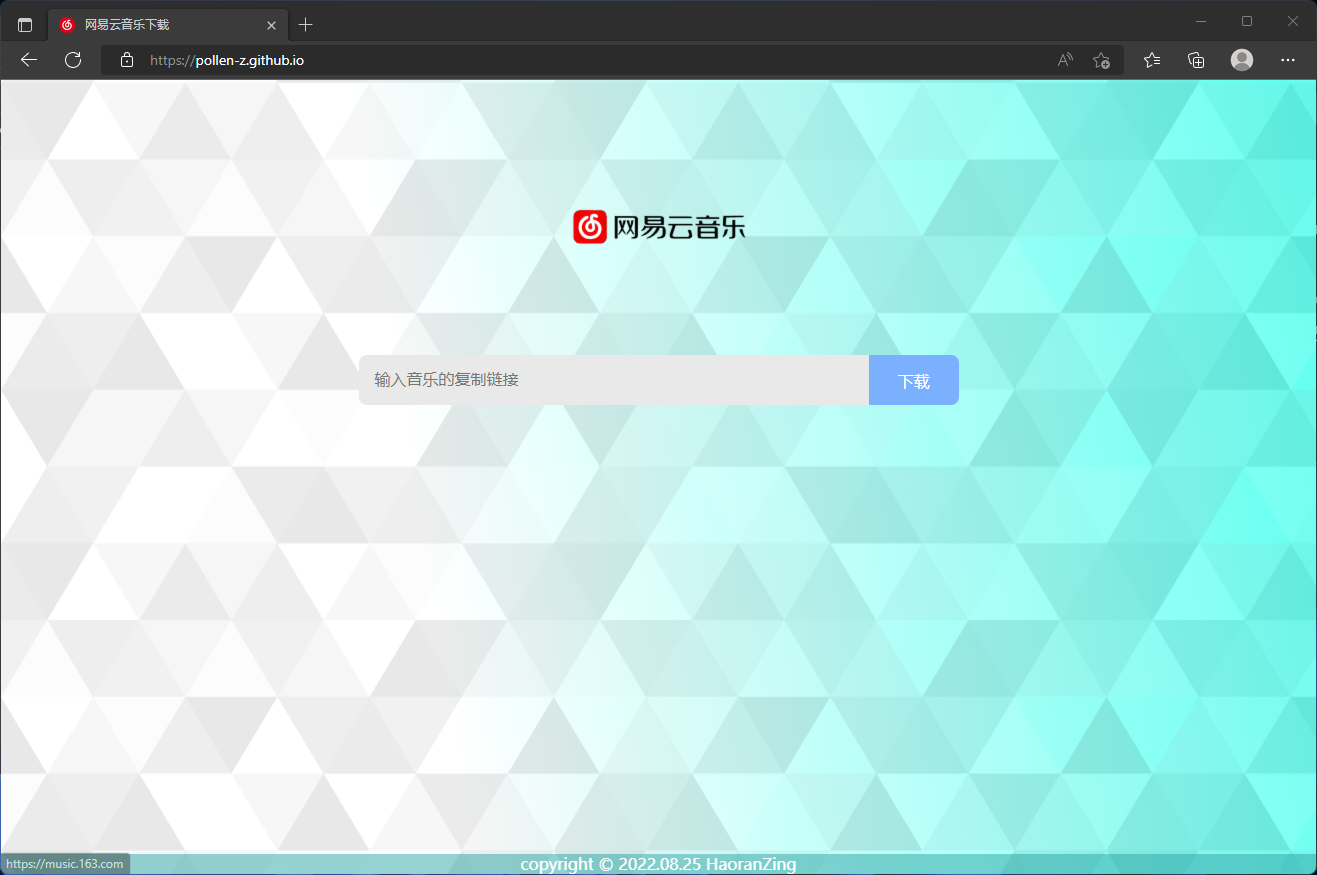 网易云音乐下载
https://pollen-z.github.io
网易云音乐
输入音乐的复制链接
下载
https://music.163.com
copyright © 2022.08.25 HaoranZing